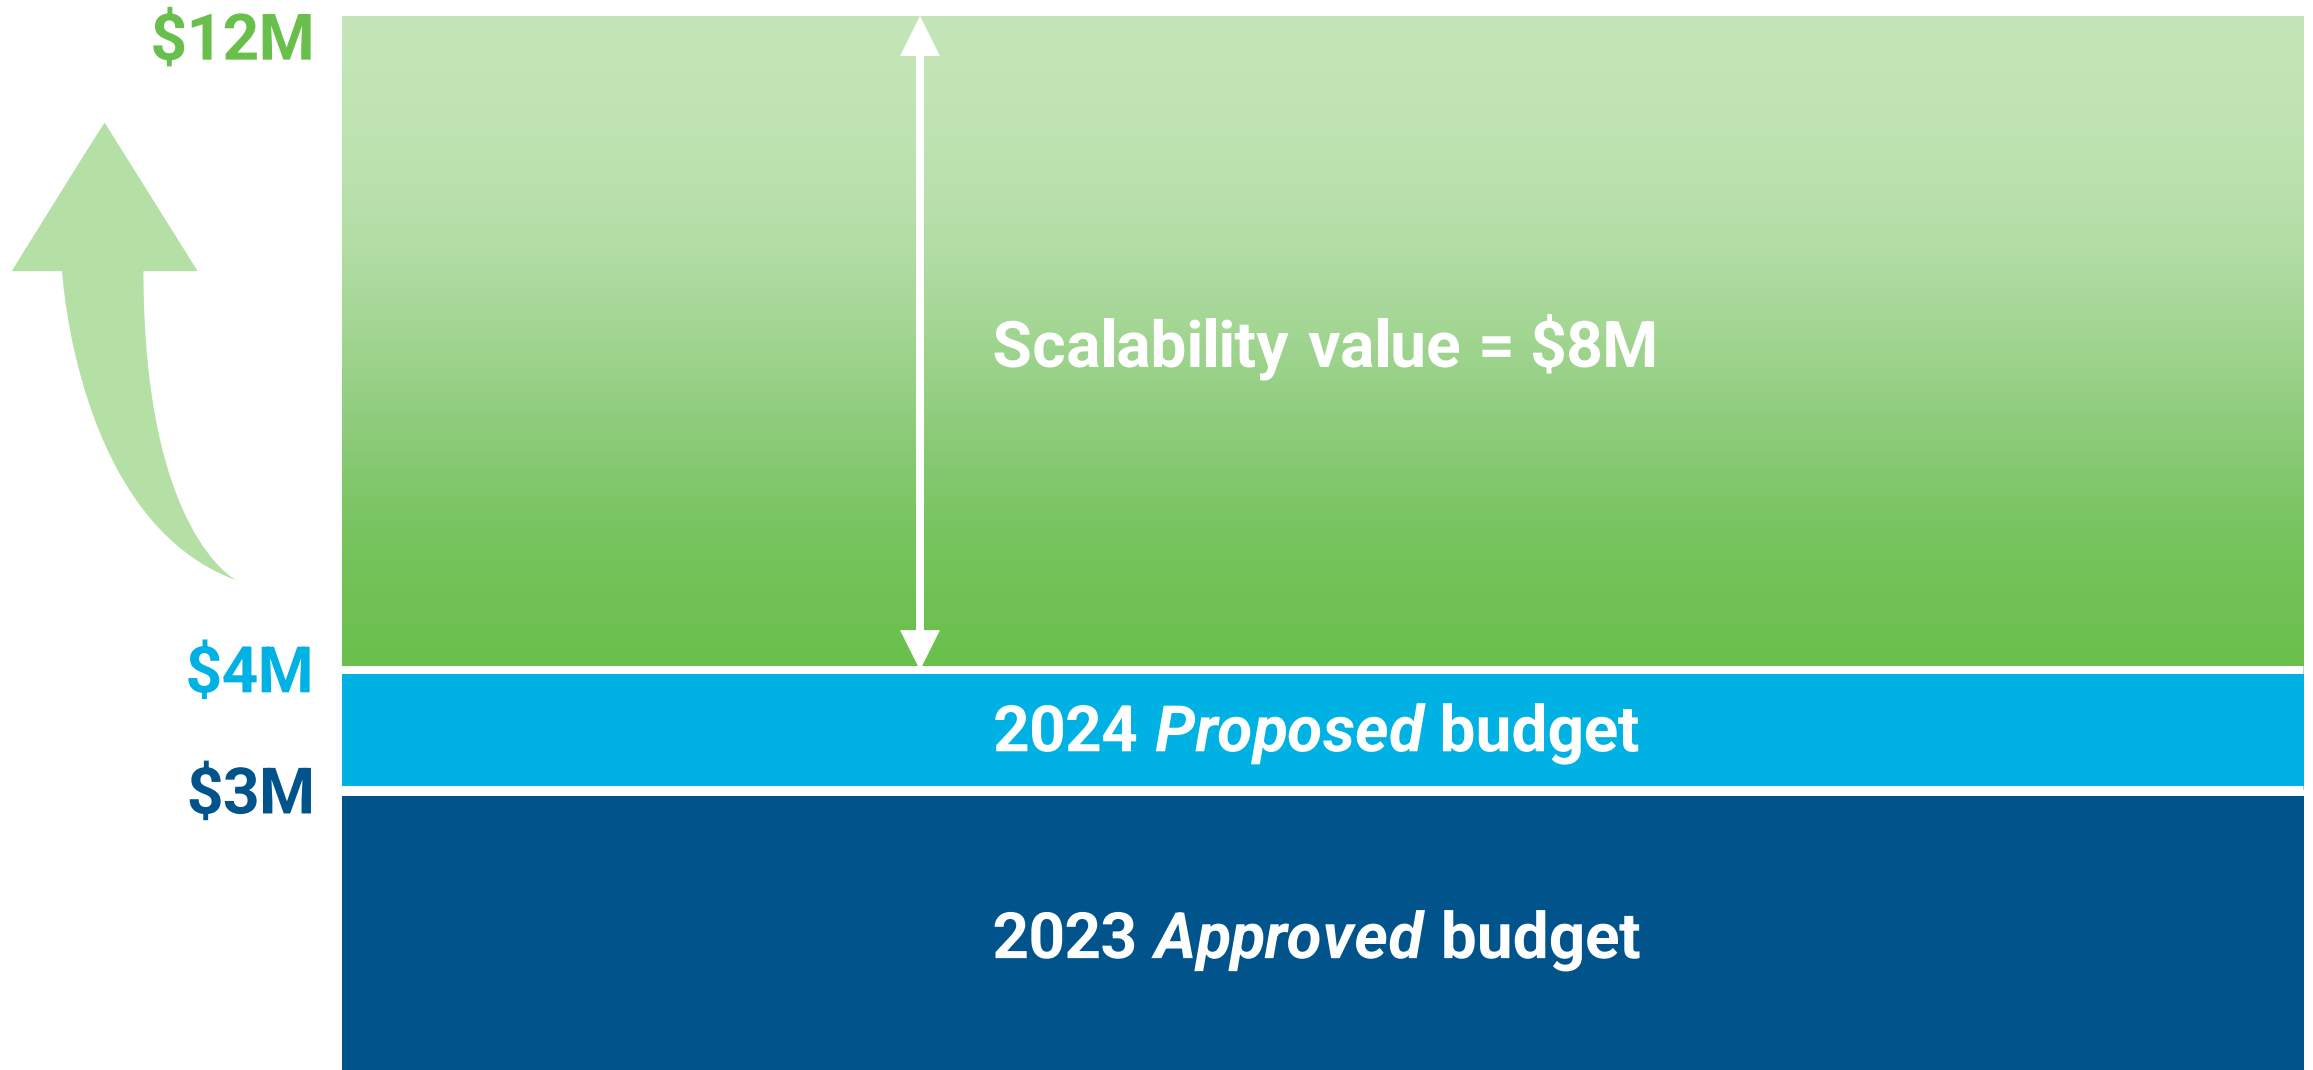 $12M
Scalability value = $8M
$4M
2024 Proposed budget
$3M
2023 Approved budget